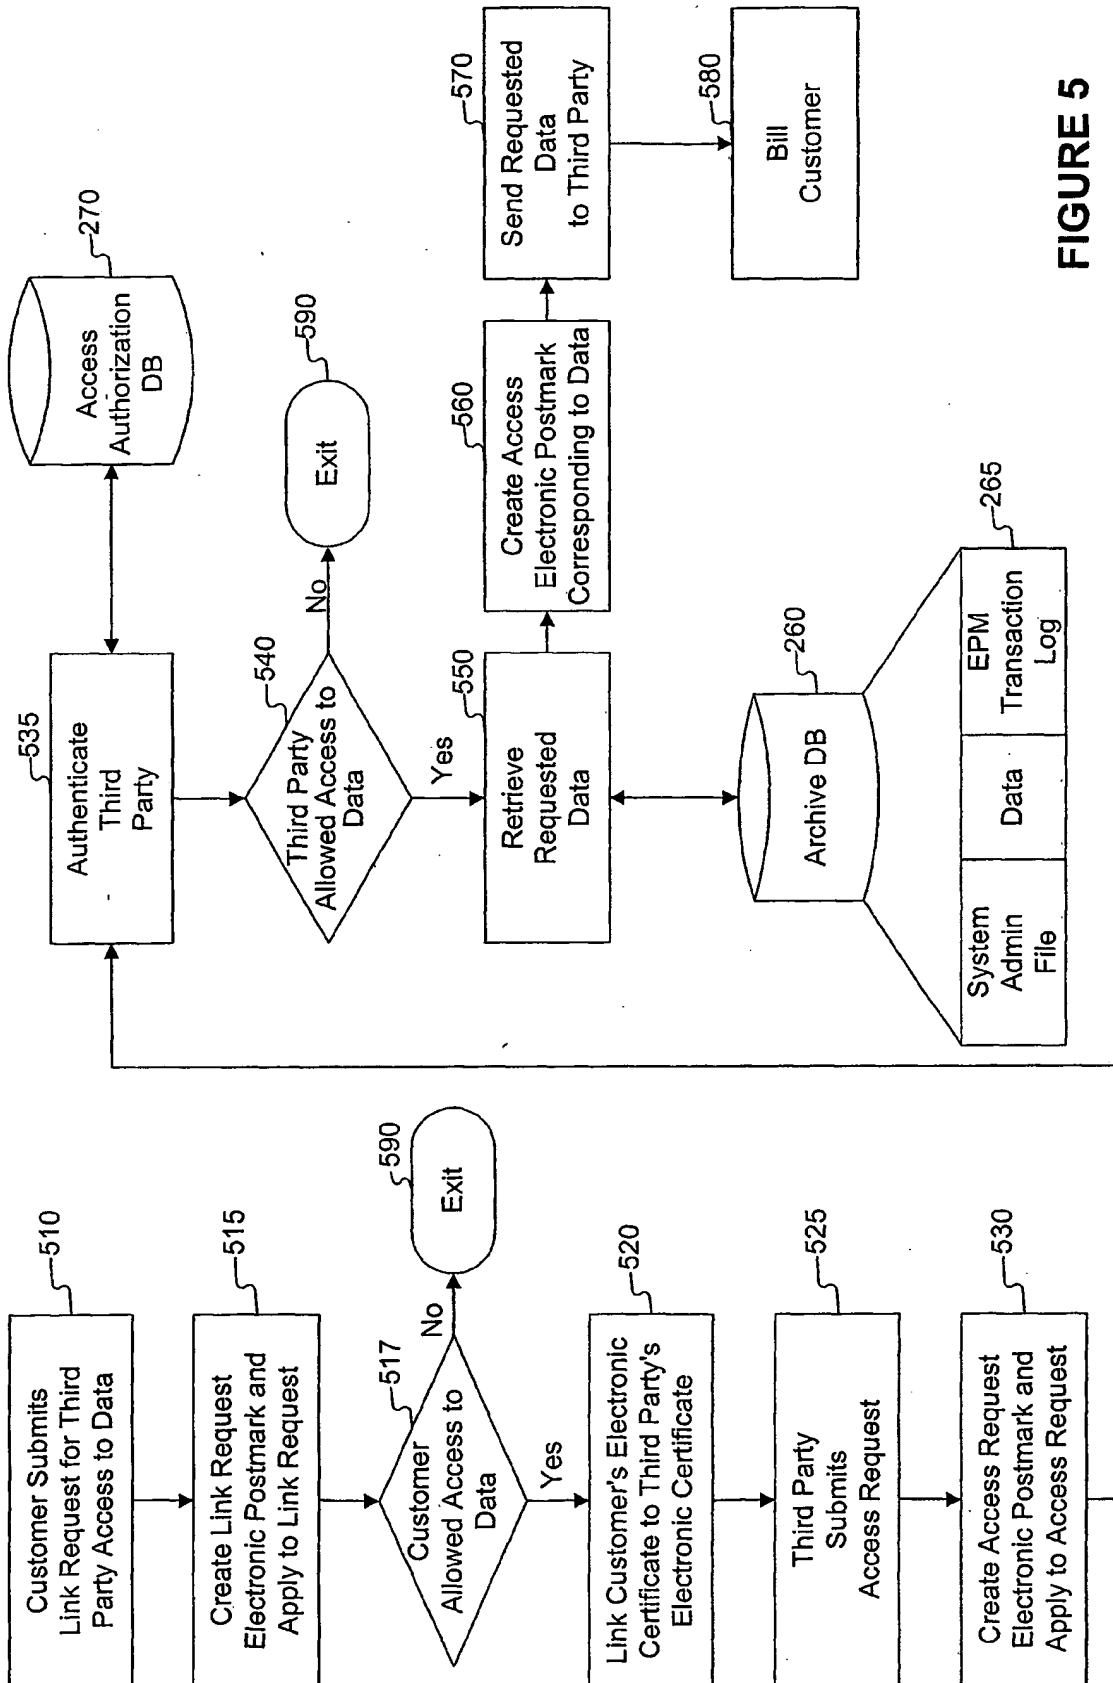 Customer Submits
Link Request for Third
Party Access to Data
510
Create Link Request
Electronic Postmark and
Apply to Link Request
515
Customer
Allowed Access to
Data
517
No
Exit
590
Yes
Link Customer's Electronic
Certificate to Third Party's
Electronic Certificate
520
Third Party
Submits
Access Request
525
Create Access Request
Electronic Postmark and
Apply to Access Request
530
Authenticate
Third
Party
535
Access
Authorization
DB
270
Third Party
Allowed Access to
Data
540
No
Exit
590
Yes
Retrieve
Requested
Data
550
Create Access
Electronic Postmark
Corresponding to Data
560
Send Requested
Data
to Third Party
570
Bill
Customer
580
Archive DB
260
System
Admin
File
Data
EPM
Transaction
Log
265
FIGURE 5